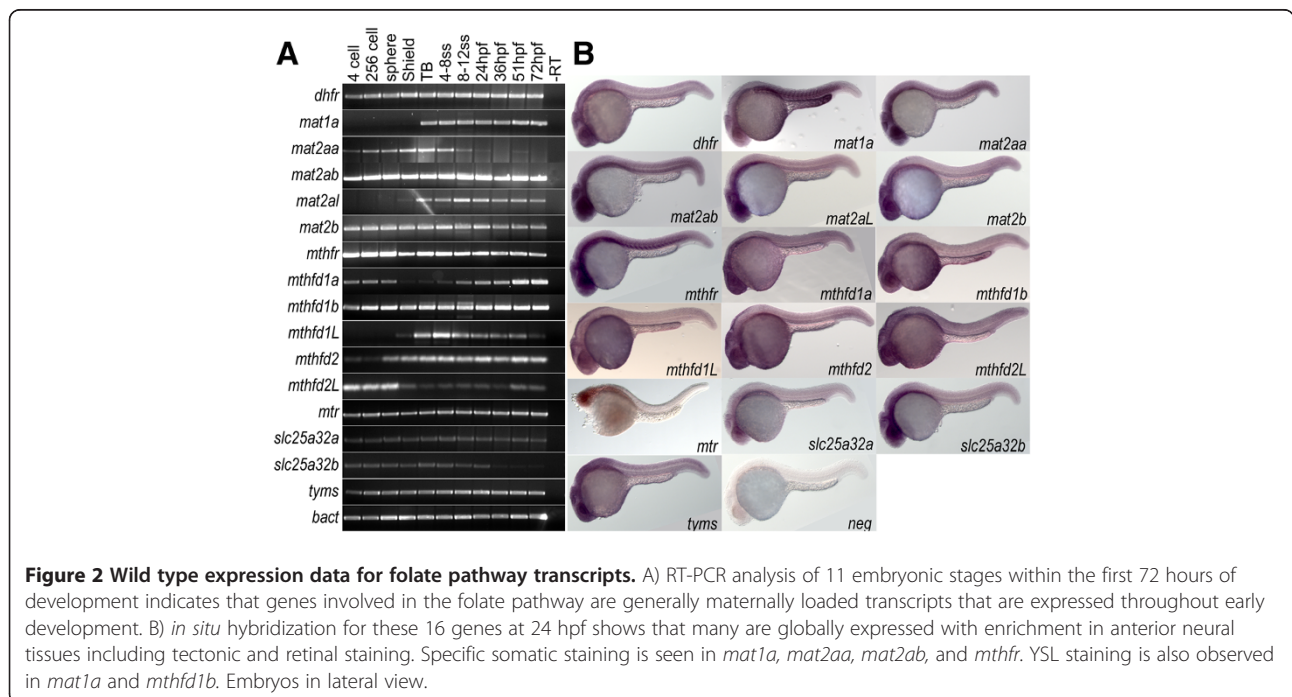 A
4 cell
256 cell
sphere
Shield
TB
4-8ss
8-12ss
24hpf
36hpf
51hpf
72hpf
-RT
dhfr
mat1a
mat2aa
mat2ab
mat2al
mat2b
mthfr
mthfd1a
mthfd1b
mthfd1L
mthfd2
mthfd2L
mtr
slc25a32a
slc25a32b
tyms
bact
B
dhfr
mat1a
mat2aa
mat2ab
mat2aL
mat2b
mthfr
mthfd1a
mthfd1b
mthfd1L
mthfd2
mthfd2L
mtr
slc25a32a
slc25a32b
tyms
neg
Figure 2 Wild type expression data for folate pathway transcripts. A) RT-PCR analysis of 11 embryonic stages within the first 72 hours of
development indicates that genes involved in the folate pathway are generally maternally loaded transcripts that are expressed throughout early
development. B) in situ hybridization for these 16 genes at 24 hpf shows that many are globally expressed with enrichment in anterior neural
tissues including tectonic and retinal staining. Specific somatic staining is seen in mat1a, mat2aa, mat2ab, and mthfr. YSL staining is also observed
in mat1a and mthfd1b. Embryos in lateral view.